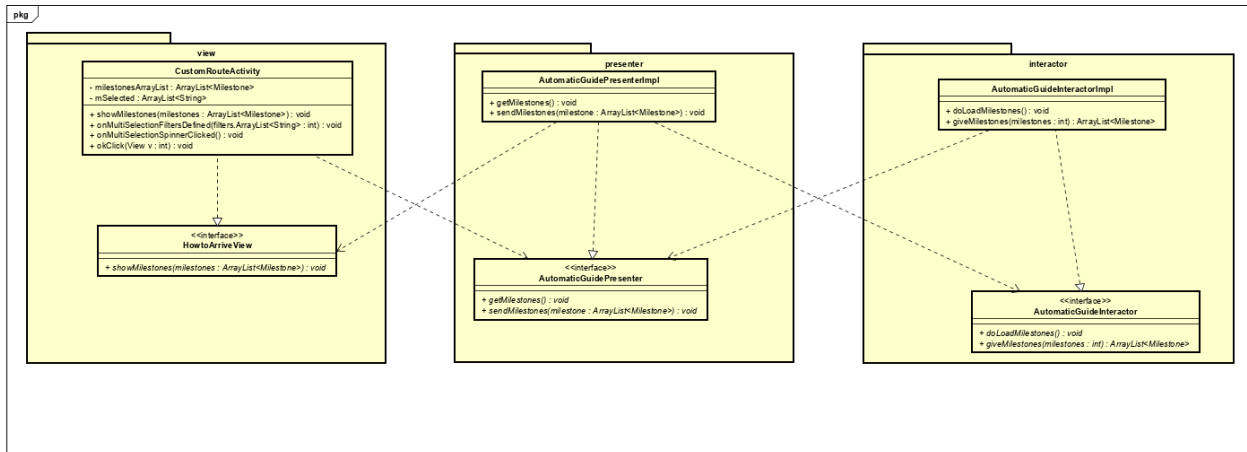 pkg
view
CustomRouteActivity
- milestonesArrayList : ArrayList<Milestone>
- mSelected : ArrayList<String>
+ showMilestones(milestones : ArrayList<Milestone>) : void
+ onMultiSelectionFiltersDefined(filters.ArrayList<String> : int) : void
+ onMultiSelectionSpinnerClicked() : void
+ okClick(View v : int) : void
<<interface>>
HowtoArriveView
+ showMilestones(milestones : ArrayList<Milestone>) : void
presenter
AutomaticGuidePresenterImpl
+ getMilestones() : void
+ sendMilestones(milestone : ArrayList<Milestone>) : void
<<interface>>
AutomaticGuidePresenter
+ getMilestones() : void
+ sendMilestones(milestone : ArrayList<Milestone>) : void
interactor
AutomaticGuideInteractorImpl
+ doLoadMilestones() : void
+ giveMilestones(milestones : int) : ArrayList<Milestone>
<<interface>>
AutomaticGuideInteractor
+ doLoadMilestones() : void
+ giveMilestones(milestones : int) : ArrayList<Milestone>